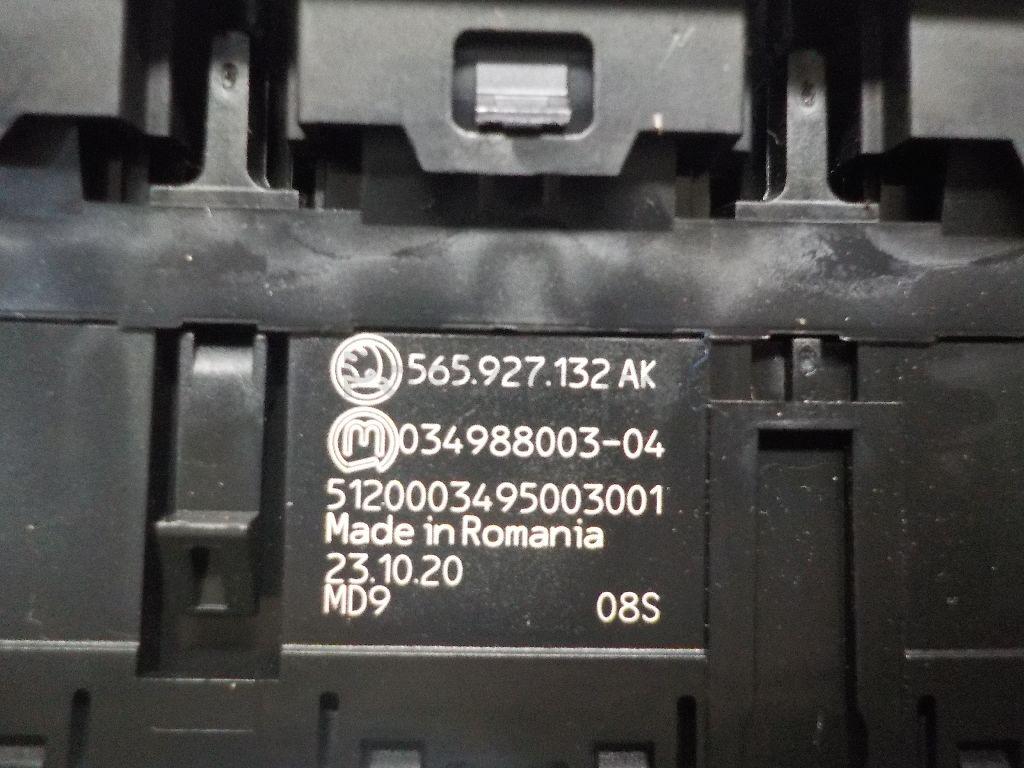 565.927.132 AK
034988003-04
5120003495003001
Made in Romania
23.10.20
MD9 08S